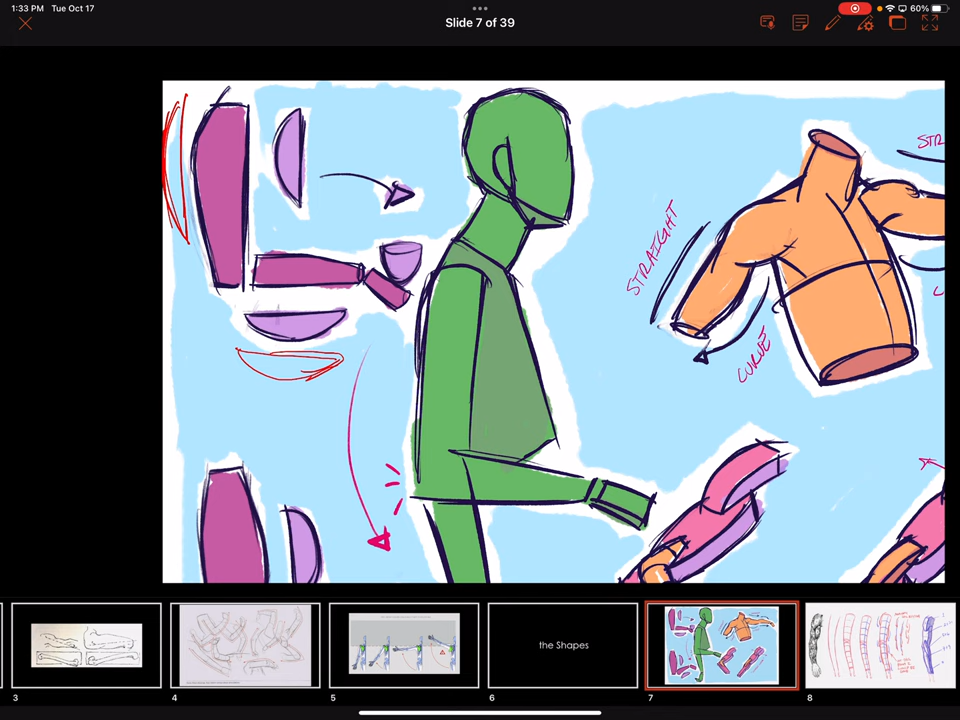 1:33 PM Tue Oct 17
60%
Slide 7 of 39
STR
STRAIGHT
CURVES
the Shapes
3
4
5
6
7
8